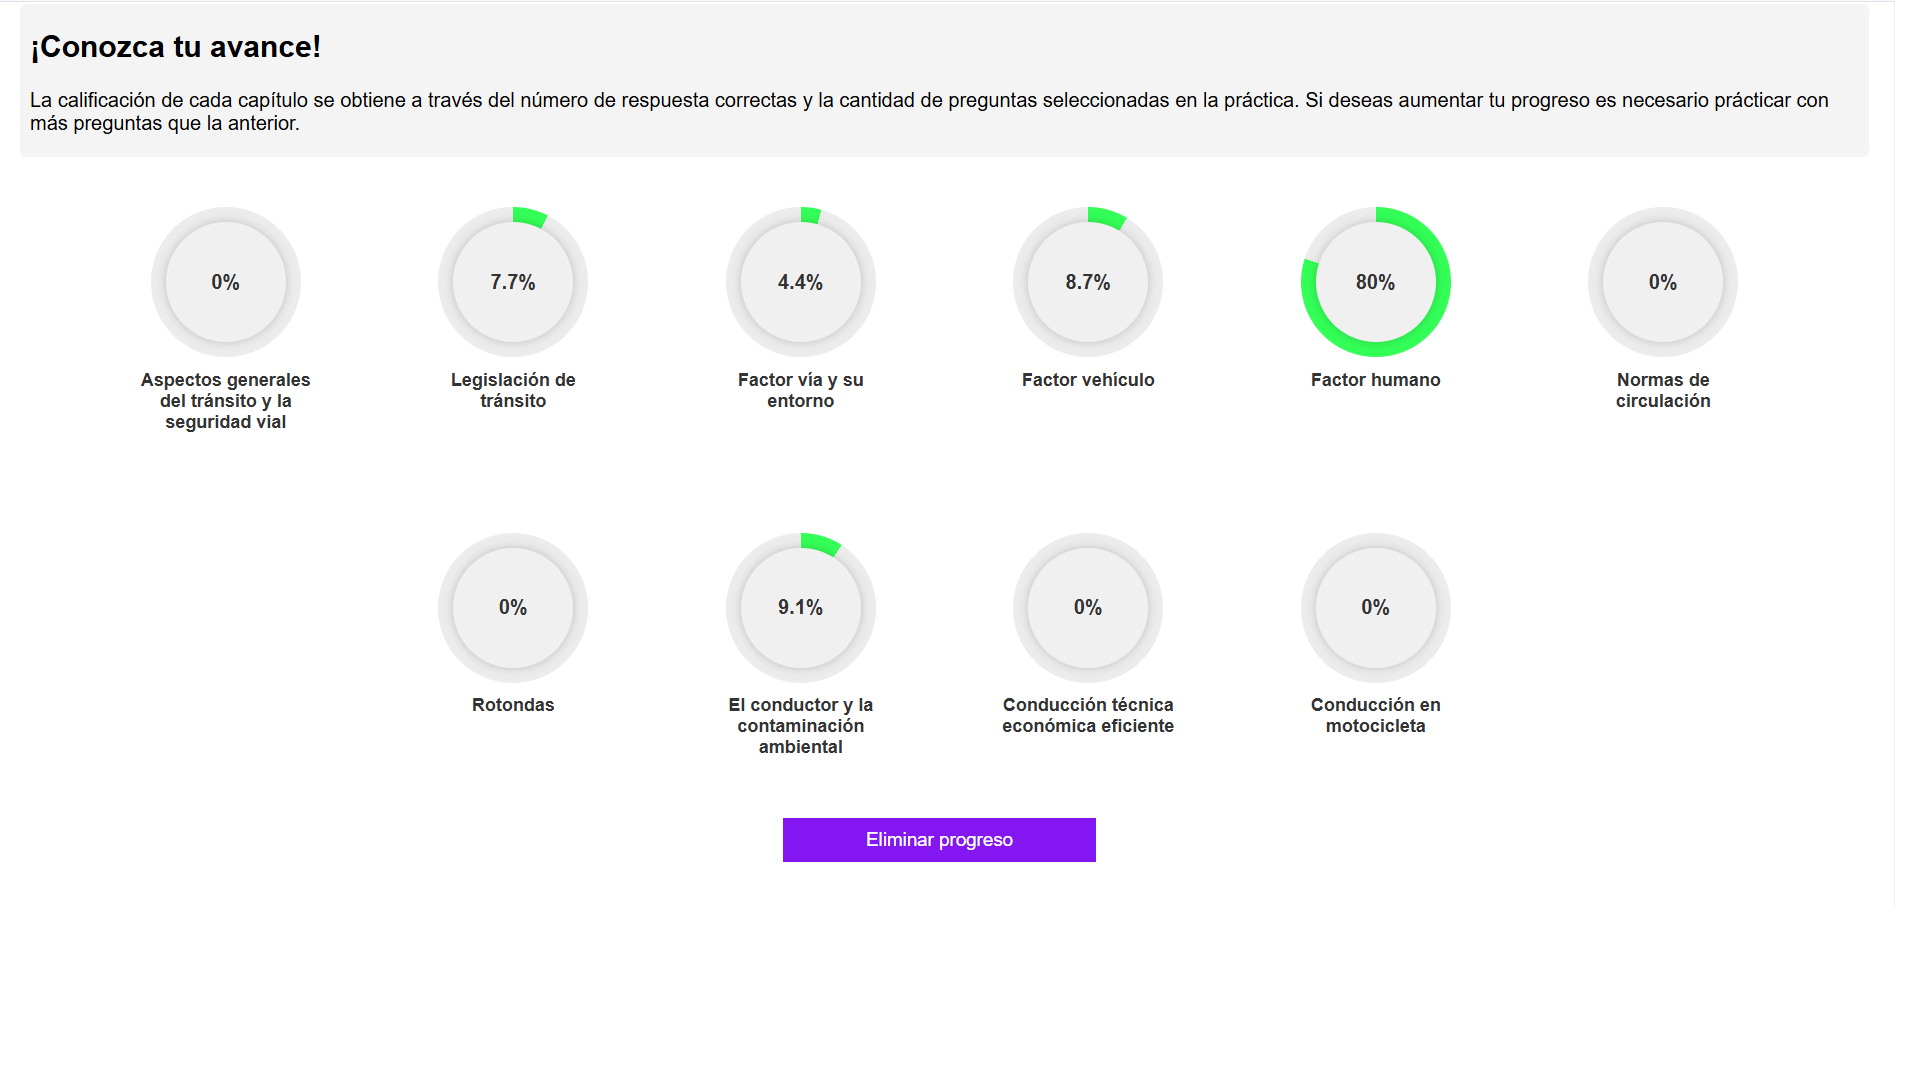 ¡Conozca tu avance!
La calificación de cada capítulo se obtiene a través del número de respuesta correctas y la cantidad de preguntas seleccionadas en la práctica. Si deseas aumentar tu progreso es necesario prácticar con
más preguntas que la anterior.
0%
Aspectos generales
del tránsito y la
seguridad vial
7.7%
Legislación de
tránsito
4.4%
Factor vía y su
entorno
8.7%
Factor vehículo
80%
Factor humano
0%
Normas de
circulación
0%
Rotondas
9.1%
El conductor y la
contaminación
ambiental
0%
Conducción técnica
económica eficiente
0%
Conducción en
motocicleta
Eliminar progreso